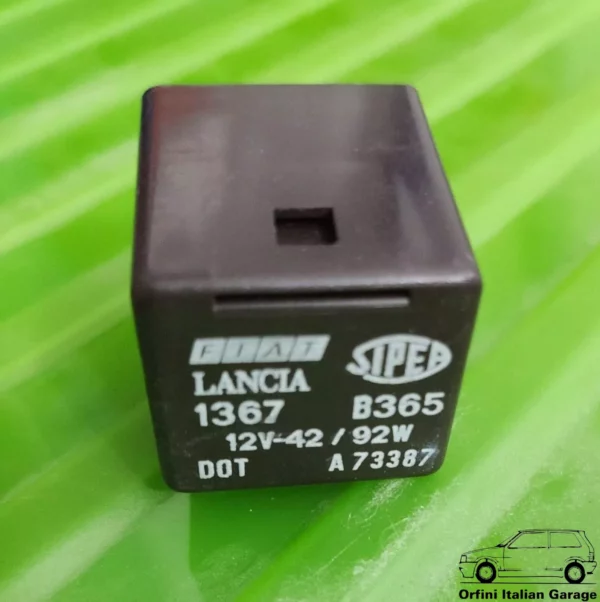 FIAT SIPEA
LANCIA
1367 B365
12V-42 / 92W
DOT A 73387
Orfini Italian Garage